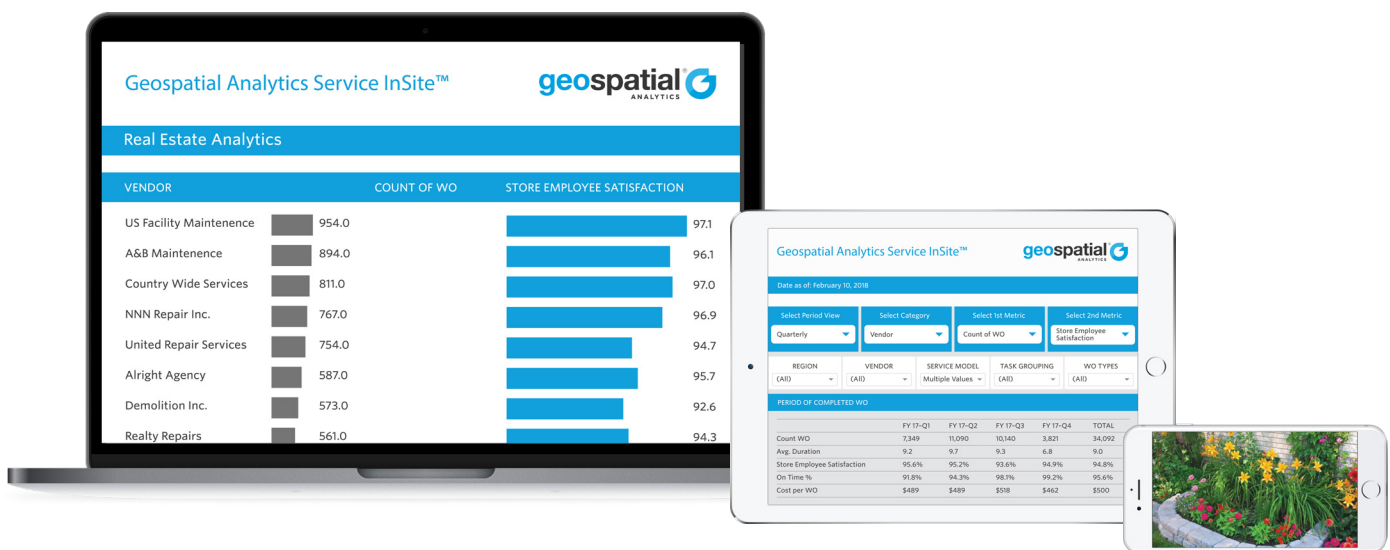 Geospatial Analytics Service InSite™
geospatial
ANALYTICS
Real Estate Analytics
VENDOR COUNT OF WO STORE EMPLOYEE SATISFACTION
US Facility Maintenence 954.0 97.1
A&B Maintenence 894.0 96.1
Country Wide Services 811.0 97.0
NNN Repair Inc. 767.0 96.9
United Repair Services 754.0 94.7
Alright Agency 587.0 95.7
Demolition Inc. 573.0 92.6
Realty Repairs 561.0 94.3
Geospatial Analytics Service InSite™
geospatial
ANALYTICS
Date as of: February 10, 2018
Select Period View Select Category Select 1st Metric Select 2nd Metric
Quarterly Vendor Count of WO Store Employee
Satisfaction
REGION VENDOR SERVICE MODEL TASK GROUPING WO TYPES
(All) (All) Multiple Values (All) (All)
PERIOD OF COMPLETED WO
FY 17-Q1 FY 17-Q2 FY 17-Q3 FY 17-Q4 TOTAL
Count WO 7,349 11,090 10,140 3,821 34,092
Avg. Duration 9.2 9.7 9.3 6.8 9.0
Store Employee Satisfaction 95.6% 95.2% 93.6% 94.9% 94.8%
On Time % 91.8% 94.3% 98.1% 99.2% 95.6%
Cost per WO $489 $489 $518 $462 $500